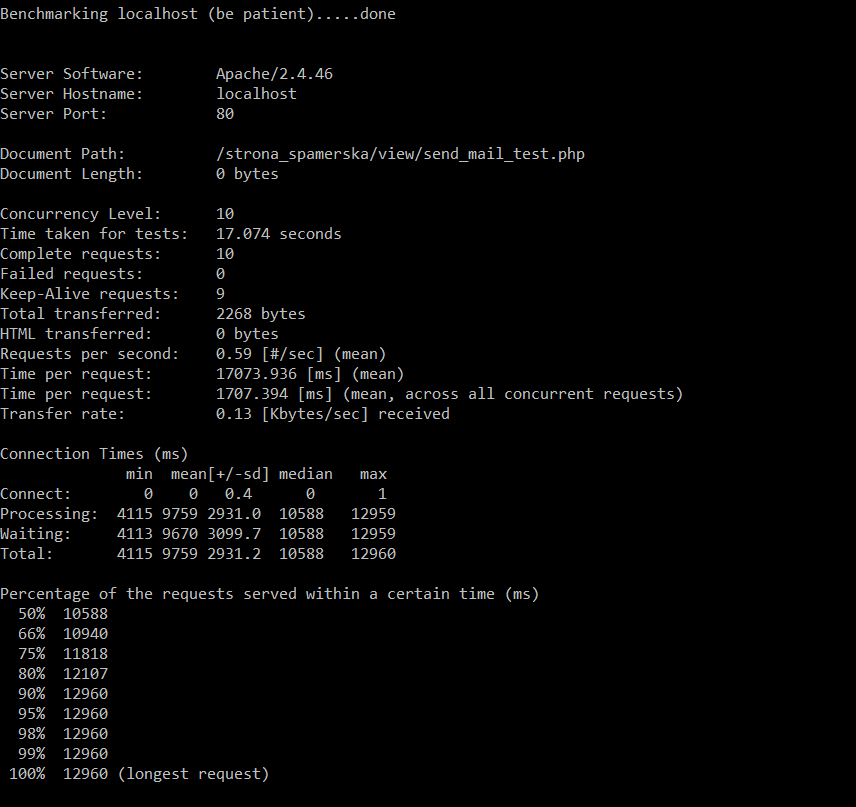 Benchmarking localhost (be patient).....done
Server Software:        Apache/2.4.46
Server Hostname:        localhost
Server Port:            80
Document Path:          /strona_spamerska/view/send_mail_test.php
Document Length:        0 bytes
Concurrency Level:      10
Time taken for tests:   17.074 seconds
Complete requests:      10
Failed requests:        0
Keep-Alive requests:    9
Total transferred:      2268 bytes
HTML transferred:       0 bytes
Requests per second:    0.59 [#/sec] (mean)
Time per request:       17073.936 [ms] (mean)
Time per request:       1707.394 [ms] (mean, across all concurrent requests)
Transfer rate:          0.13 [Kbytes/sec] received
Connection Times (ms)
              min  mean[+/-sd] median   max
Connect:        0    0   0.4      0       1
Processing:  4115 9759 2931.0  10588   12959
Waiting:     4113 9670 3099.7  10588   12959
Total:       4115 9759 2931.2  10588   12960
Percentage of the requests served within a certain time (ms)
  50%  10588
  66%  10940
  75%  11818
  80%  12107
  90%  12960
  95%  12960
  98%  12960
  99%  12960
 100%  12960 (longest request)